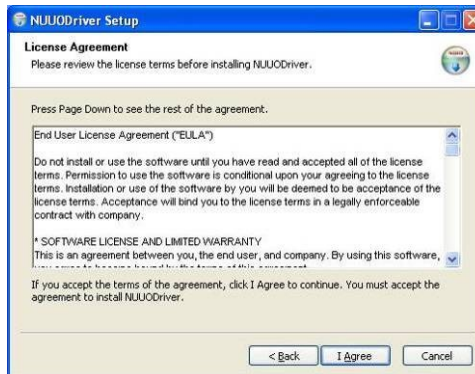 NUUODriver Setup
License Agreement
Please review the license terms before installing NUUODriver.
Press Page Down to see the rest of the agreement.
End User License Agreement ("EULA")
Do not install or use the software until you have read and accepted all of the license
terms. Permission to use the software is conditional upon your agreeing to the license
terms. Installation or use of the software by you will be deemed to be acceptance of the
license terms. Acceptance will bind you to the license terms in a legally enforceable
contract with company.
* SOFTWARE LICENSE AND LIMITED WARRANTY
This is an agreement between you, the end user, and company. By using this software,
If you accept the terms of the agreement, click I Agree to continue. You must accept the
agreement to install NUUODriver.
< Back
I Agree
Cancel